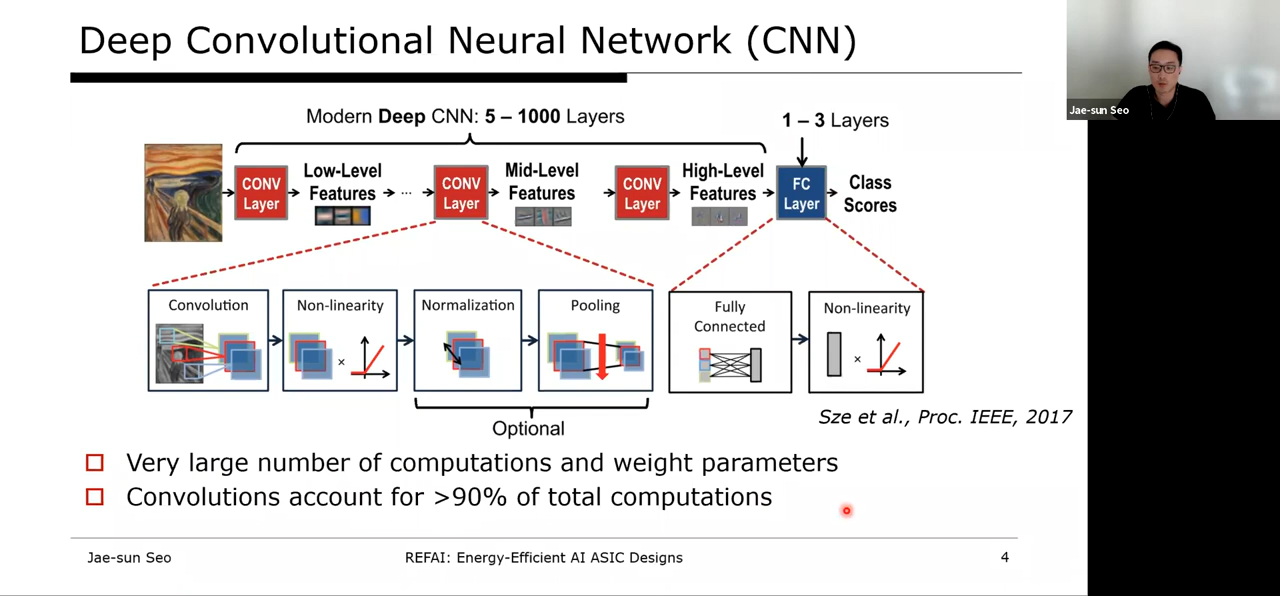 Deep Convolutional Neural Network (CNN)
Jae-sun Seo
Modern Deep CNN: 5 – 1000 Layers
1 – 3 Layers
CONV
Layer
Low-Level
Features
...
CONV
Layer
Mid-Level
Features
CONV
Layer
High-Level
Features
FC
Layer
Class
Scores
Convolution
Non-linearity
×
Normalization
Pooling
Fully
Connected
Non-linearity
×
Optional
Sze et al., Proc. IEEE, 2017
Very large number of computations and weight parameters
Convolutions account for >90% of total computations
Jae-sun Seo
REFAI: Energy-Efficient AI ASIC Designs
4